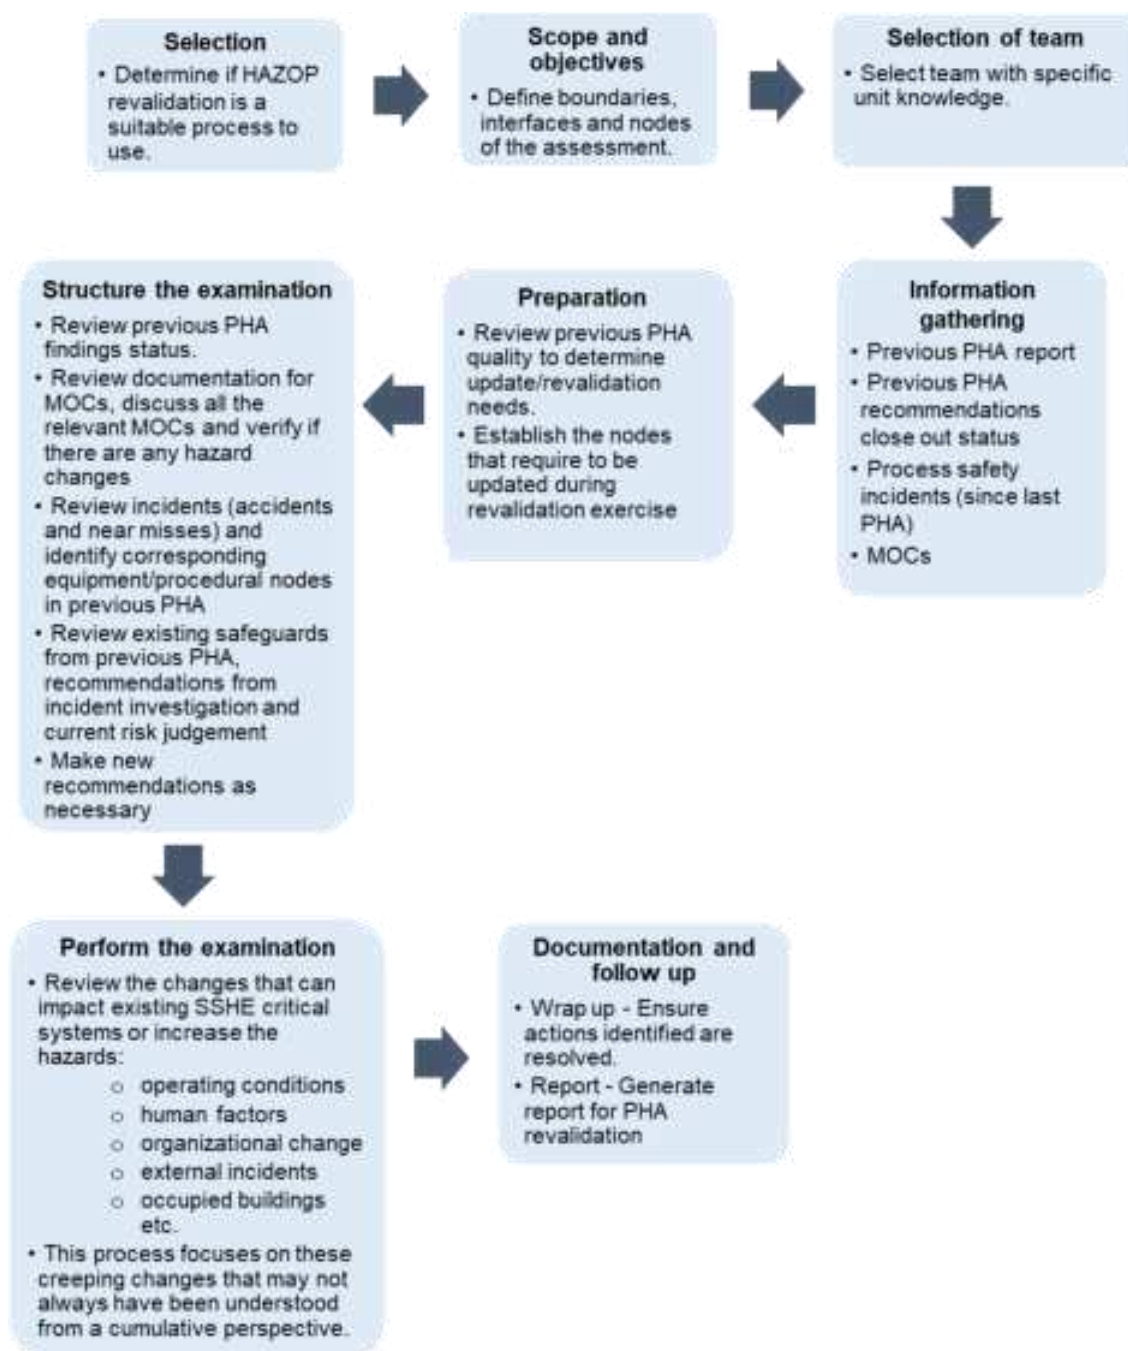 Selection
• Determine if HAZOP
revalidation is a
suitable process to
use.
Scope and
objectives
• Define boundaries,
interfaces and nodes
of the assessment.
Selection of team
• Select team with specific
unit knowledge.
Information
gathering
• Previous PHA report
• Previous PHA
recommendations
close out status
• Process safety
incidents (since last
PHA)
• MOCs
Preparation
• Review previous PHA
quality to determine
update/revalidation
needs.
• Establish the nodes
that require to be
updated during
revalidation exercise
Structure the examination
• Review previous PHA
findings status.
• Review documentation for
MOCs, discuss all the
relevant MOCs and verify if
there are any hazard
changes
• Review incidents (accidents
and near misses) and
identify corresponding
equipment/procedural nodes
in previous PHA
• Review existing safeguards
from previous PHA,
recommendations from
incident investigation and
current risk judgement
• Make new
recommendations as
necessary
Perform the examination
• Review the changes that can
impact existing SSHE critical
systems or increase the
hazards:
o operating conditions
o human factors
o organizational change
o external incidents
o occupied buildings
etc.
• This process focuses on these
creeping changes that may not
always have been understood
from a cumulative perspective.
Documentation and
follow up
• Wrap up - Ensure
actions identified are
resolved.
• Report - Generate
report for PHA
revalidation